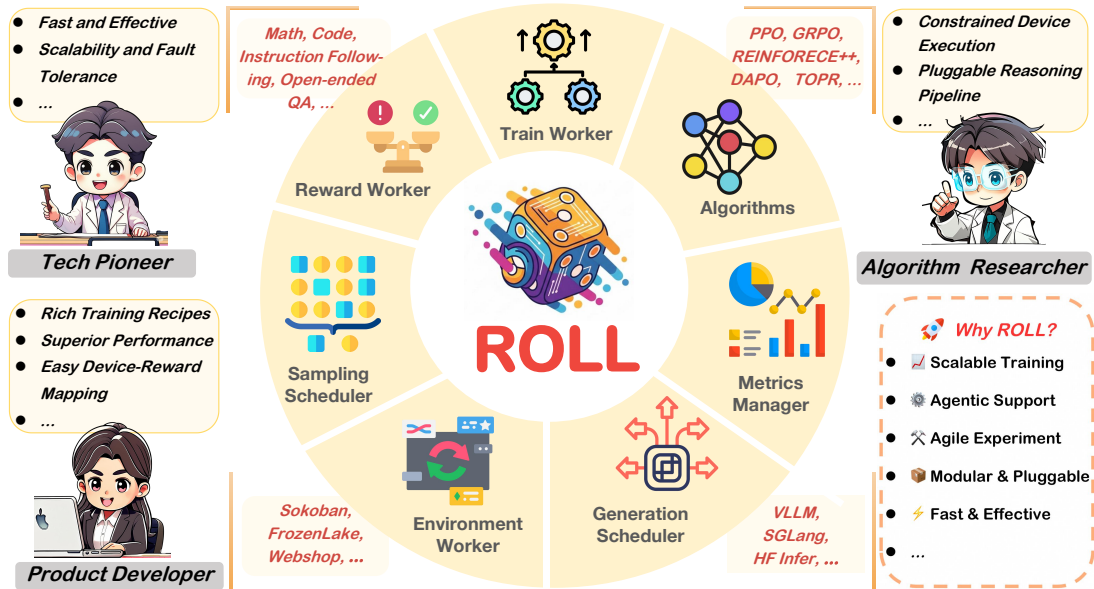 ● Fast and Effective
● Scalability and Fault
Tolerance
● ...
Tech Pioneer
● Rich Training Recipes
● Superior Performance
● Easy Device-Reward
Mapping
● ...
Product Developer
Math, Code,
Instruction Follow-
ing, Open-ended
QA, ...
PPO, GRPO,
REINFORECE++,
DAPO, TOPR, ...
Train Worker
Reward Worker
Algorithms
Sampling
Scheduler
ROLL
Metrics
Manager
Environment
Worker
Generation
Scheduler
Sokoban,
FrozenLake,
Webshop, ...
VLLM,
SGLang,
HF Infer, ...
● Constrained Device
Execution
● Pluggable Reasoning
Pipeline
● ...
Algorithm Researcher
🚀 Why ROLL?
● 📈 Scalable Training
● ⚙️ Agentic Support
● ⚒️ Agile Experiment
● 📦 Modular & Pluggable
● ⚡ Fast & Effective
● ...